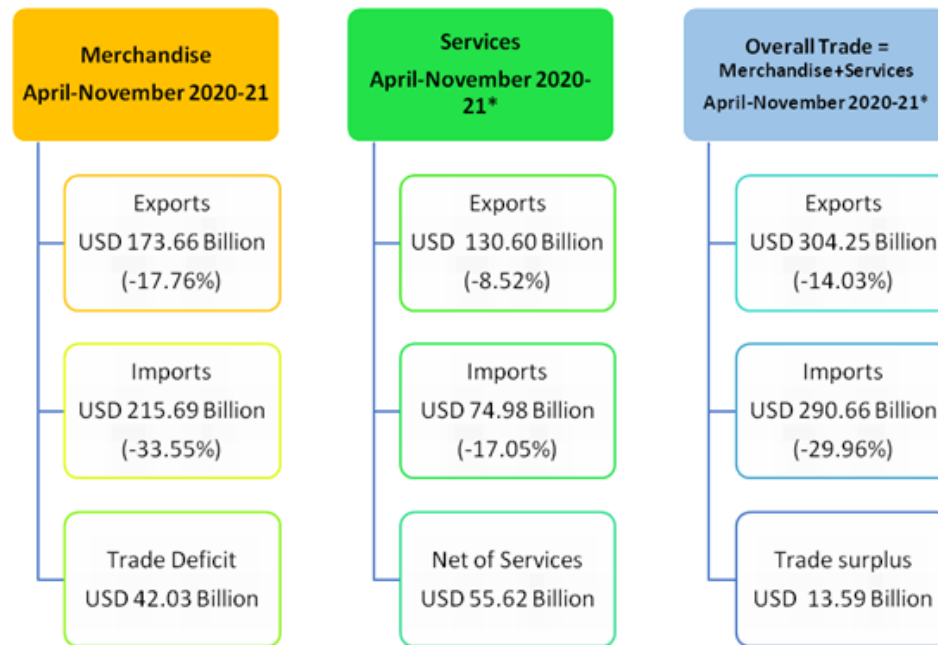 Merchandise
April-November 2020-21
Exports
USD 173.66 Billion
(-17.76%)
Imports
USD 215.69 Billion
(-33.55%)
Trade Deficit
USD 42.03 Billion
Services
April-November 2020-
21*
Exports
USD 130.60 Billion
(-8.52%)
Imports
USD 74.98 Billion
(-17.05%)
Net of Services
USD 55.62 Billion
Overall Trade =
Merchandise+Services
April-November 2020-21*
Exports
USD 304.25 Billion
(-14.03%)
Imports
USD 290.66 Billion
(-29.96%)
Trade surplus
USD 13.59 Billion